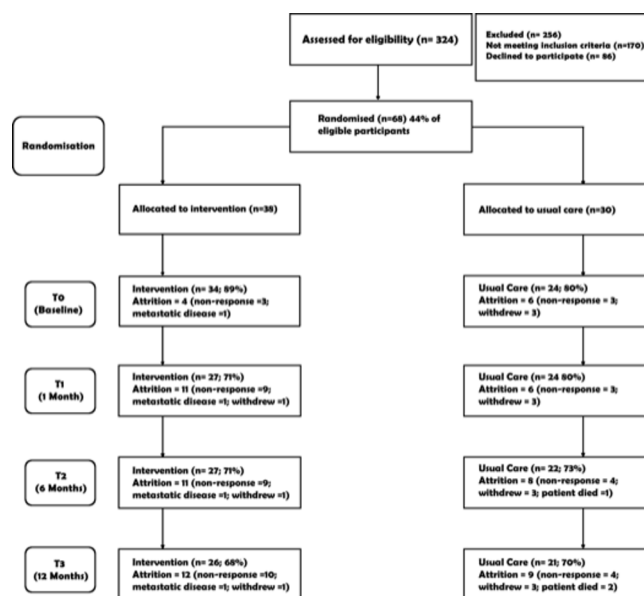 Assessed for eligibility (n= 324)
Excluded (n= 256)
Not meeting inclusion criteria (n=170)
Declined to participate (n= 86)
Randomised (n=68) 44% of
eligible participants
Randomisation
Allocated to intervention (n=38)
Allocated to usual care (n=30)
T0
(Baseline)
Intervention (n= 34; 89%)
Attrition = 4 (non-response =3;
metastatic disease =1)
Usual Care (n= 24; 80%)
Attrition = 6 (non-response = 3;
withdrew = 3)
T1
(1 Month)
Intervention (n= 27; 71%)
Attrition = 11 (non-response =9;
metastatic disease =1; withdrew =1)
Usual Care (n= 24 80%)
Attrition = 6 (non-response = 3;
withdrew = 3)
T2
(6 Months)
Intervention (n= 27; 71%)
Attrition = 11 (non-response =9;
metastatic disease =1; withdrew =1)
Usual Care (n= 22; 73%)
Attrition = 8 (non-response = 4;
withdrew = 3; patient died =1)
T3
(12 Months)
Intervention (n= 26; 68%)
Attrition = 12 (non-response =10;
metastatic disease =1; withdrew =1)
Usual Care (n= 21; 70%)
Attrition = 9 (non-response = 4;
withdrew = 3; patient died = 2)